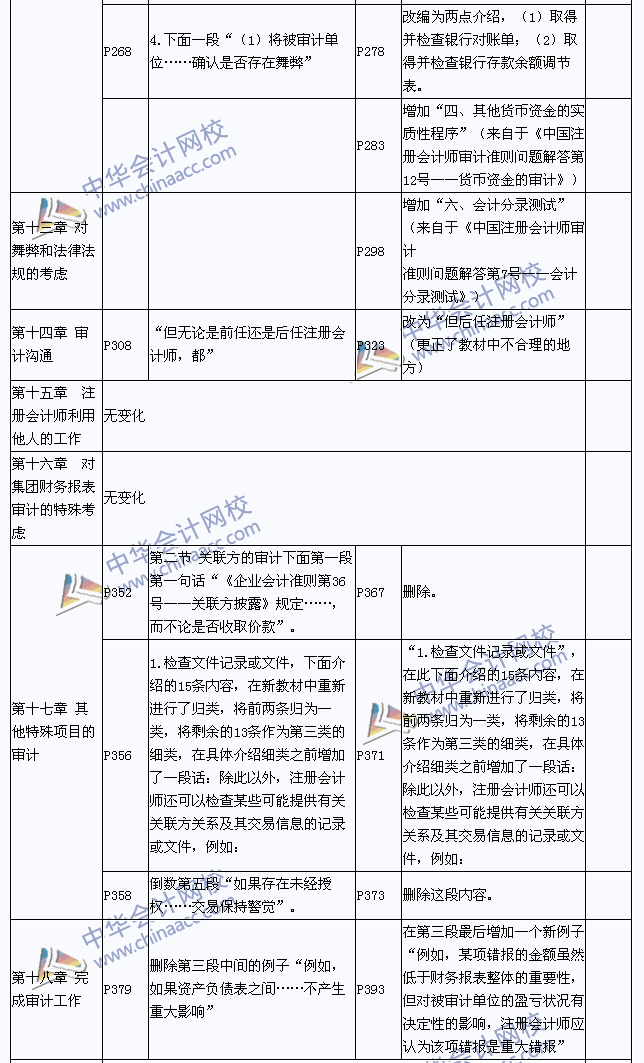 P268
4.下面一段“（1）将被审计单
位……确认是否存在舞弊”
P278
改编为两点介绍，（1）取得
并检查银行对账单；（2）取
得并检查银行存款余额调节
表。
P283
增加“四、其他货币资金的实
质性程序”（来自于《中国注
册会计师审计准则问题解答第
12号——货币资金的审计》）
第十三章 对
舞弊和法律法
规的考虑
P298
增加“六、会计分录测试”
（来自于《中国注册会计师审
计
准则问题解答第7号——会计
分录测试》）
第十四章 审
计沟通
P308
“但无论是前任还是后任注册会
计师，都”
P323
改为“但后任注册会计师”
（更正了教材中不合理的地
方）
第十五章　注
册会计师利用
他人的工作
无变化
第十六章　对
集团财务报表
审计的特殊考
虑
无变化
第十七章 其
他特殊项目的
审计
P352
第二节 关联方的审计下面第一段
第一句话“《企业会计准则第36
号——关联方披露》规定……，
而不论是否收取价款”。
P367
删除。
P356
1.检查文件记录或文件，下面介
绍的15条内容，在新教材中重新
进行了归类，将前两条归为一
类，将剩余的13条作为第三类的
细类，在具体介绍细类之前增加
了一段话：除此以外，注册会计
师还可以检查某些可能提供有关
关联方关系及其交易信息的记录
或文件，例如：
P371
“1.检查文件记录或文件”，
在此下面介绍的15条内容，在
新教材中重新进行了归类，将
前两条归为一类，将剩余的13
条作为第三类的细类，在具体
介绍细类之前增加了一段话：
除此以外，注册会计师还可以
检查某些可能提供有关关联方
关系及其交易信息的记录或文
件，例如：
P358
倒数第五段“如果存在未经授
权……交易保持警觉”。
P373
删除这段内容。
第十八章 完
成审计工作
P379
删除第三段中间的例子“例如，
如果资产负债表之间……不产生
重大影响”
P393
在第三段最后增加一个新例子
“例如，某项错报的金额虽然
低于财务报表整体的重要性，
但对被审计单位的盈亏状况有
决定性的影响，注册会计师应
认为该项错报是重大错报”
中华会计网校
www.chinaacc.com
中华会计网校
www.chinaacc.com
中华会计网校
www.chinaacc.com
中华会计网校
www.chinaacc.com
中华会计网校
www.chinaacc.com
中华会计网校
www.chinaacc.com